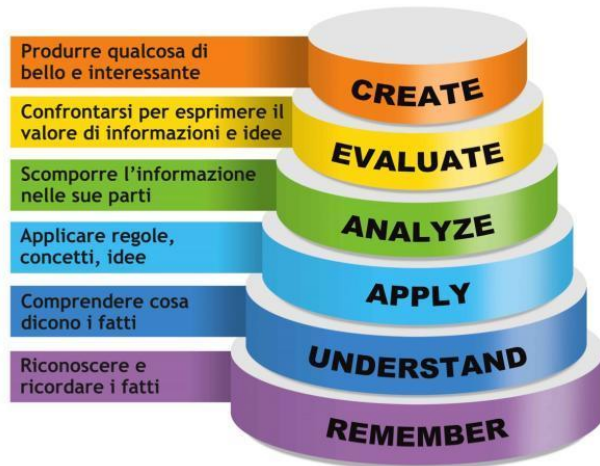 Produrre qualcosa di
bello e interessante
CREATE
Confrontarsi per esprimere il
valore di informazioni e idee
EVALUATE
Scomporre l'informazione
nelle sue parti
ANALYZE
Applicare regole,
concetti, idee
APPLY
Comprendere cosa
dicono i fatti
UNDERSTAND
Riconoscere e
ricordare i fatti
REMEMBER